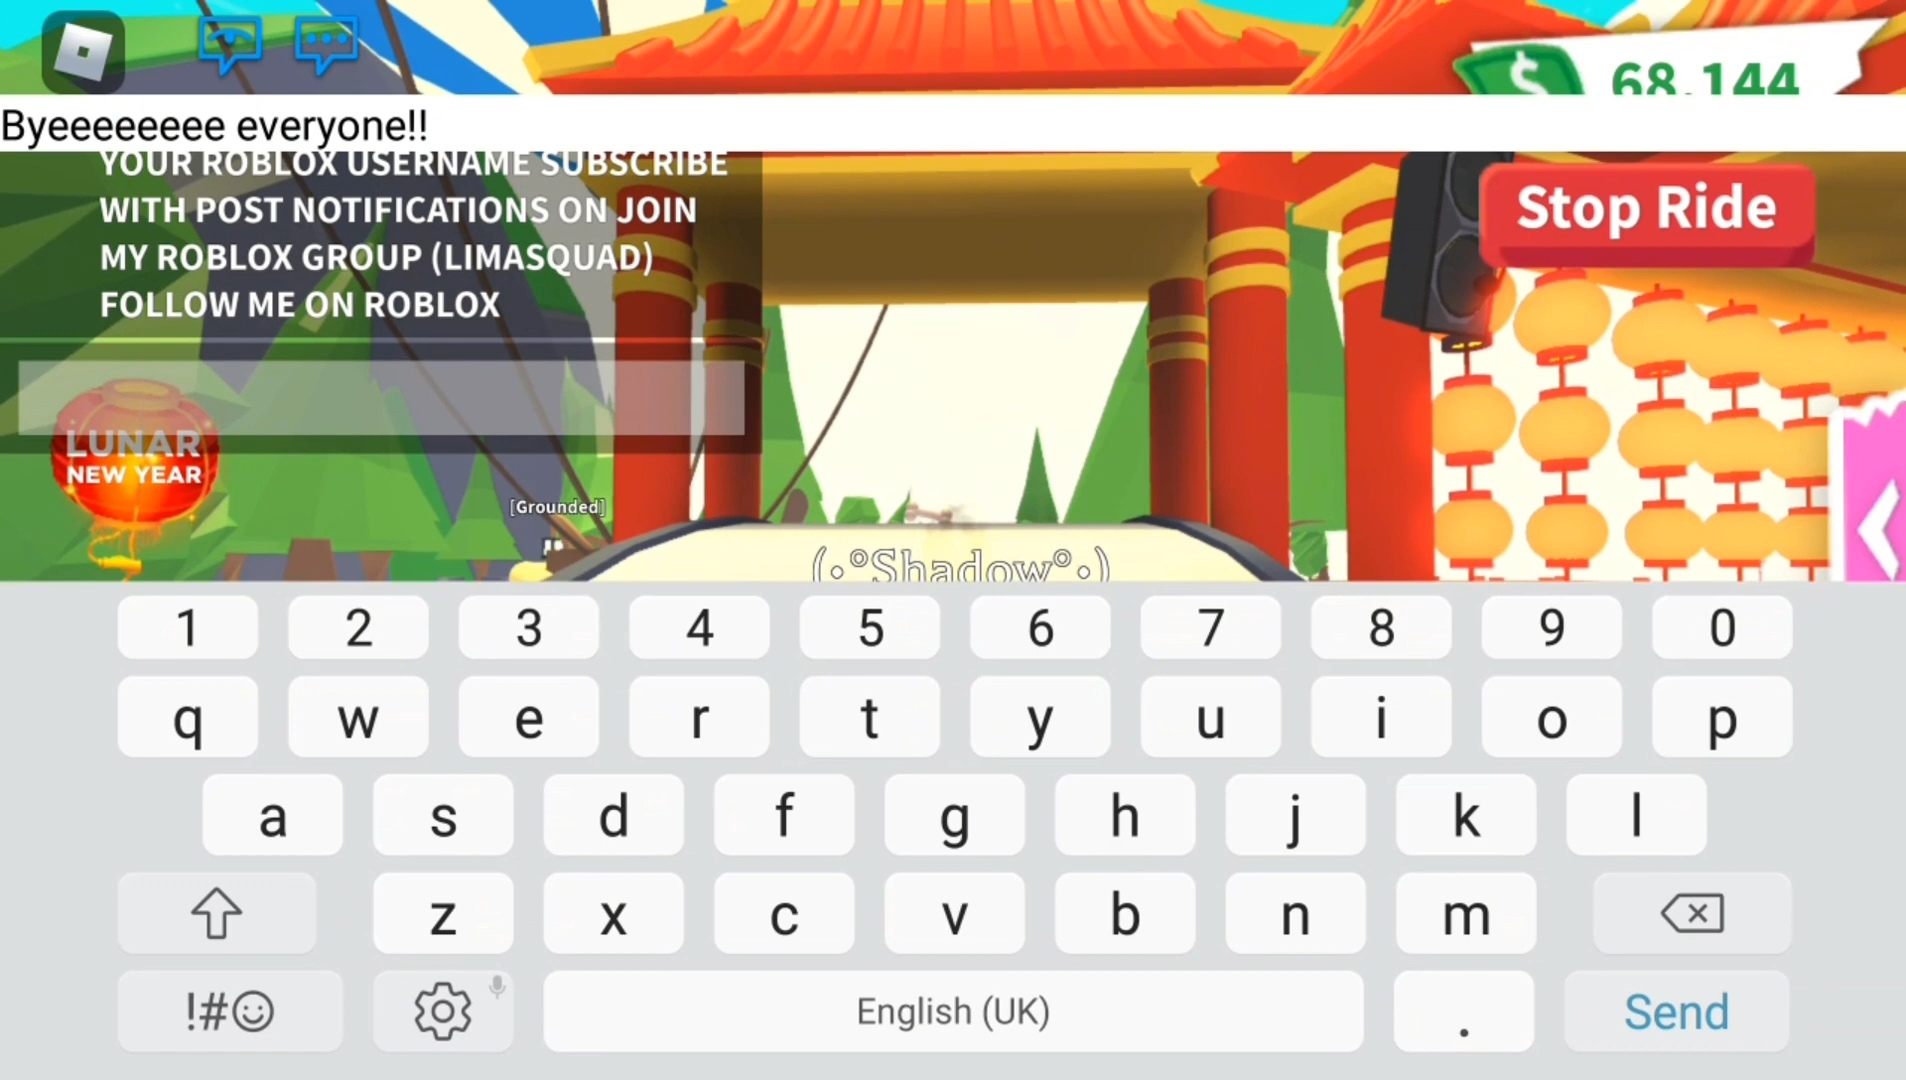 68,144
Byeeeeeeee everyone!!
YOUR ROBLOX USERNAME SUBSCRIBE
WITH POST NOTIFICATIONS ON JOIN
MY ROBLOX GROUP (LIMASQUAD)
FOLLOW ME ON ROBLOX
Stop Ride
LUNAR
NEW YEAR
[Grounded]
(•°Shadow°•)
1 2 3 4 5 6 7 8 9 0
q w e r t y u i o p
a s d f g h j k l
z x c v b n m
!#☺ English (UK) . Send